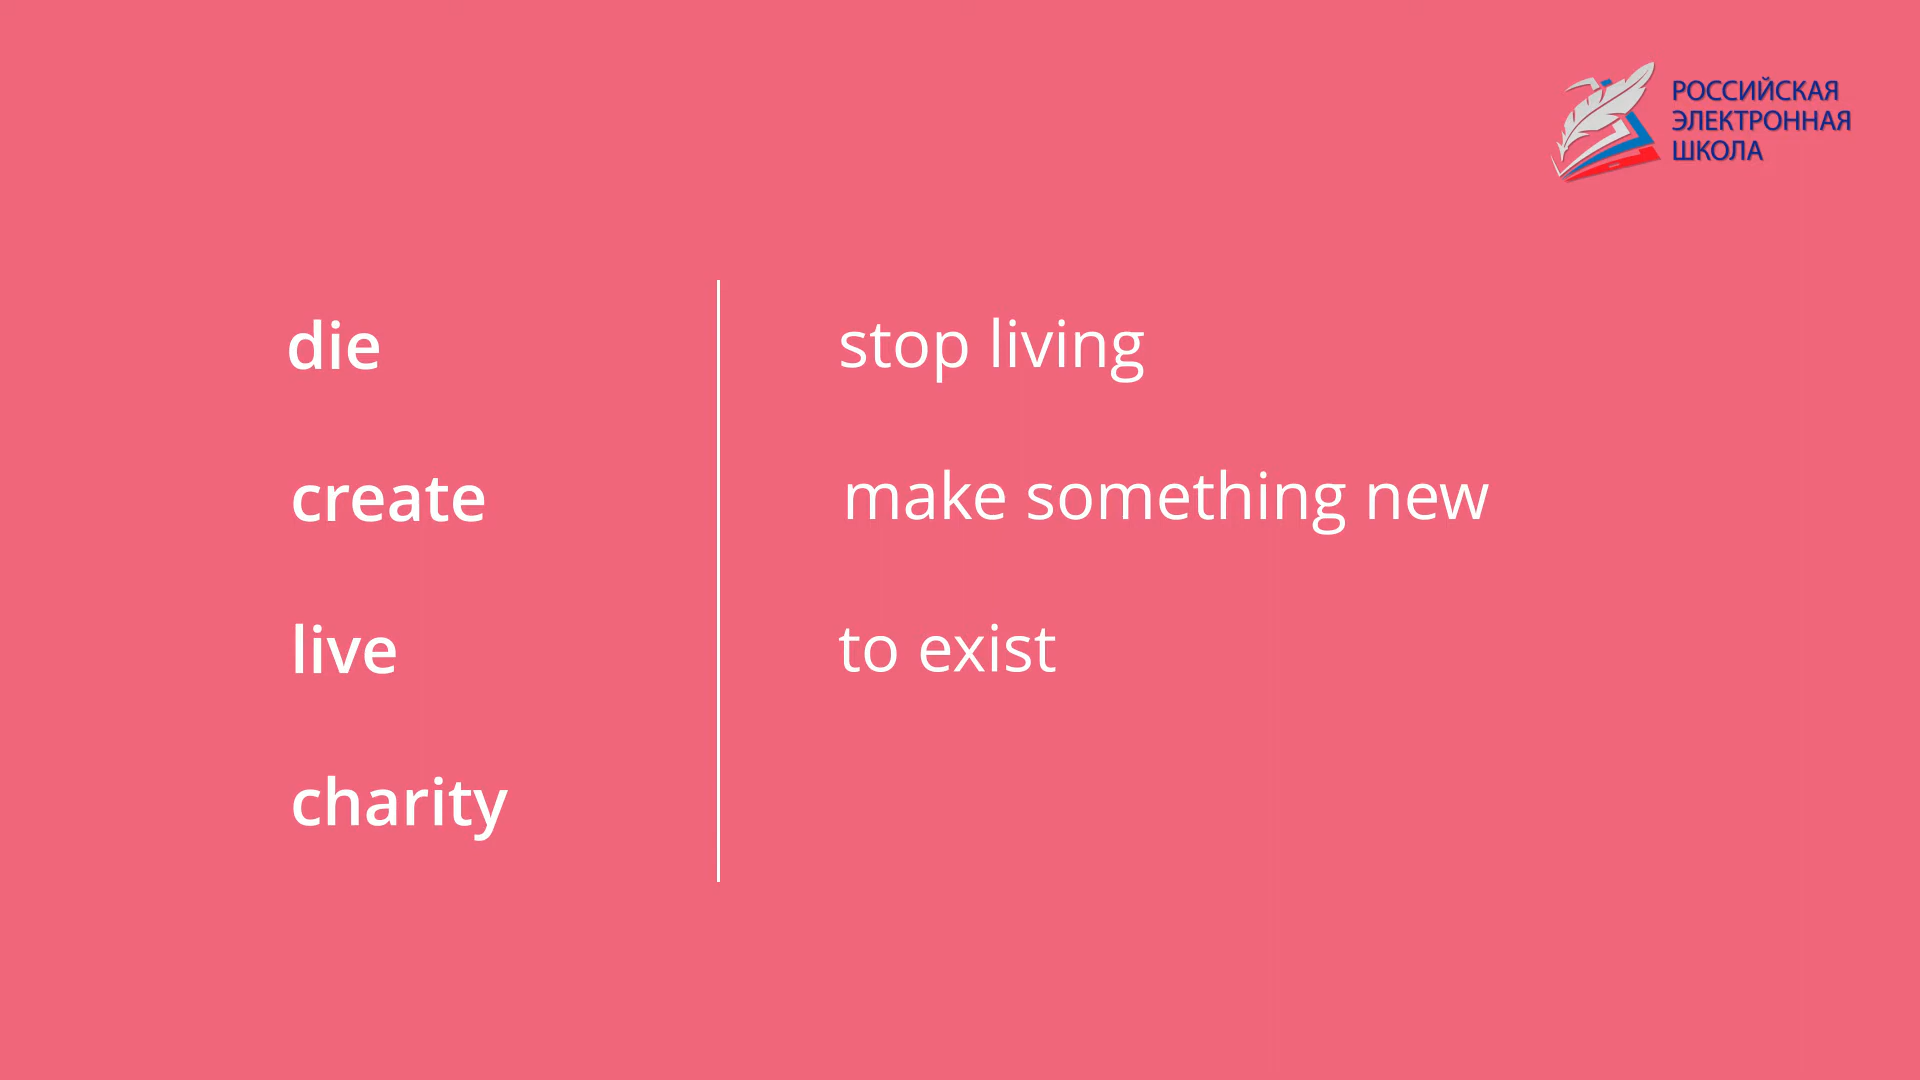 РОССИЙСКАЯ
ЭЛЕКТРОННАЯ
ШКОЛА
die stop living
create make something new
live to exist
charity